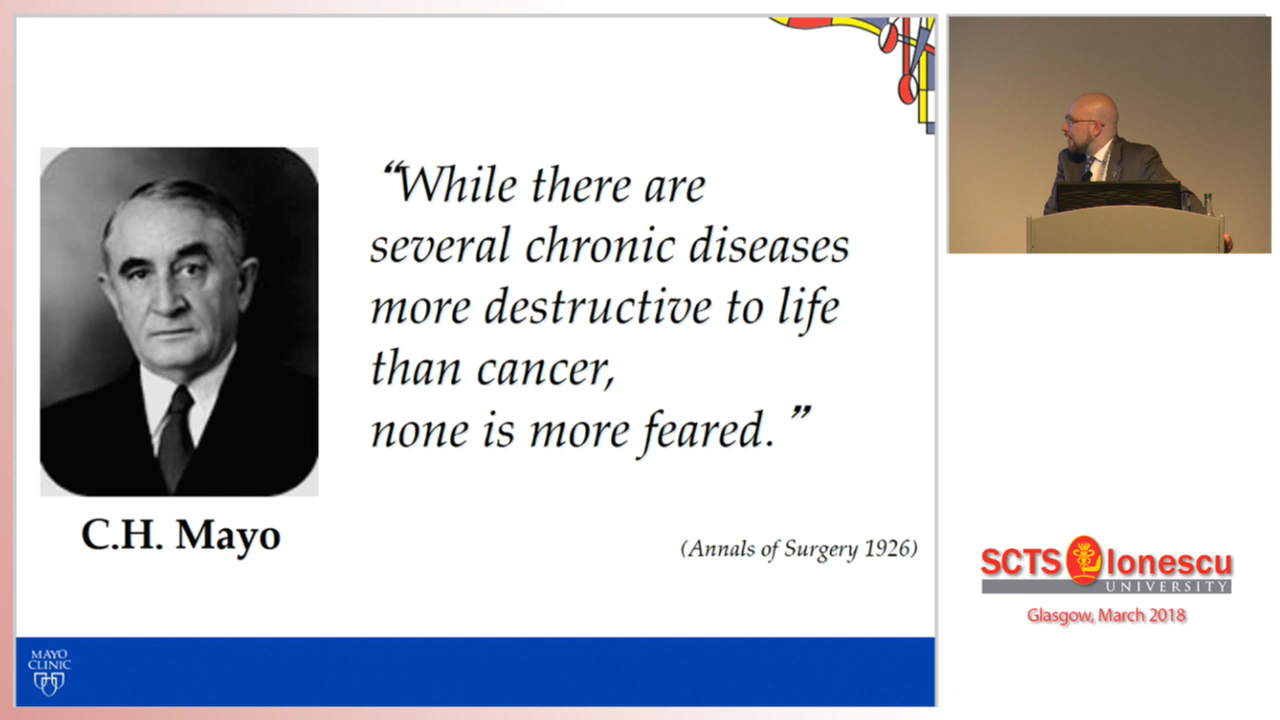 “While there are
several chronic diseases
more destructive to life
than cancer,
none is more feared. ”
C.H. Mayo
(Annals of Surgery 1926)
MAYO
CLINIC
SCTS Ionescu
UNIVERSITY
Glasgow, March 2018